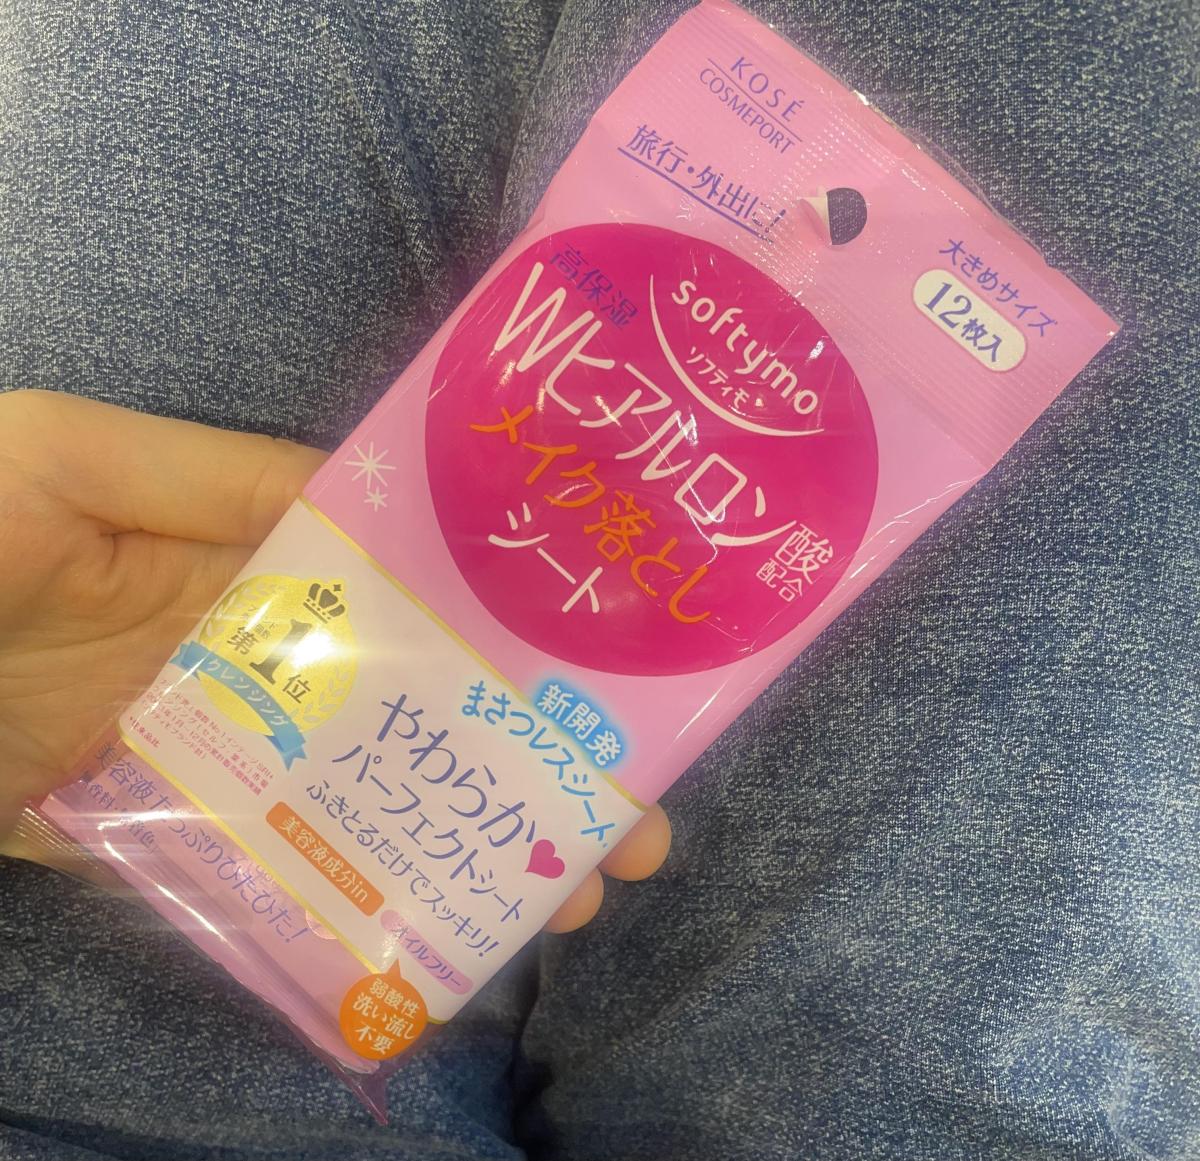 KOSÉ
COSMEPORT
旅行・外出に!
大きめサイズ
12枚入
softymo
ソフティモ
高保湿
Wヒアルロン酸
配合
メイク落とし
シート
第1位
クレンジング
新開発
まさつレスシート
やわらか
パーフェクトシート
ふきとるだけでスッキリ!
美容液成分in
オイルフリー
弱酸性
洗い流し
不要
美容液たっぷりひたひた!